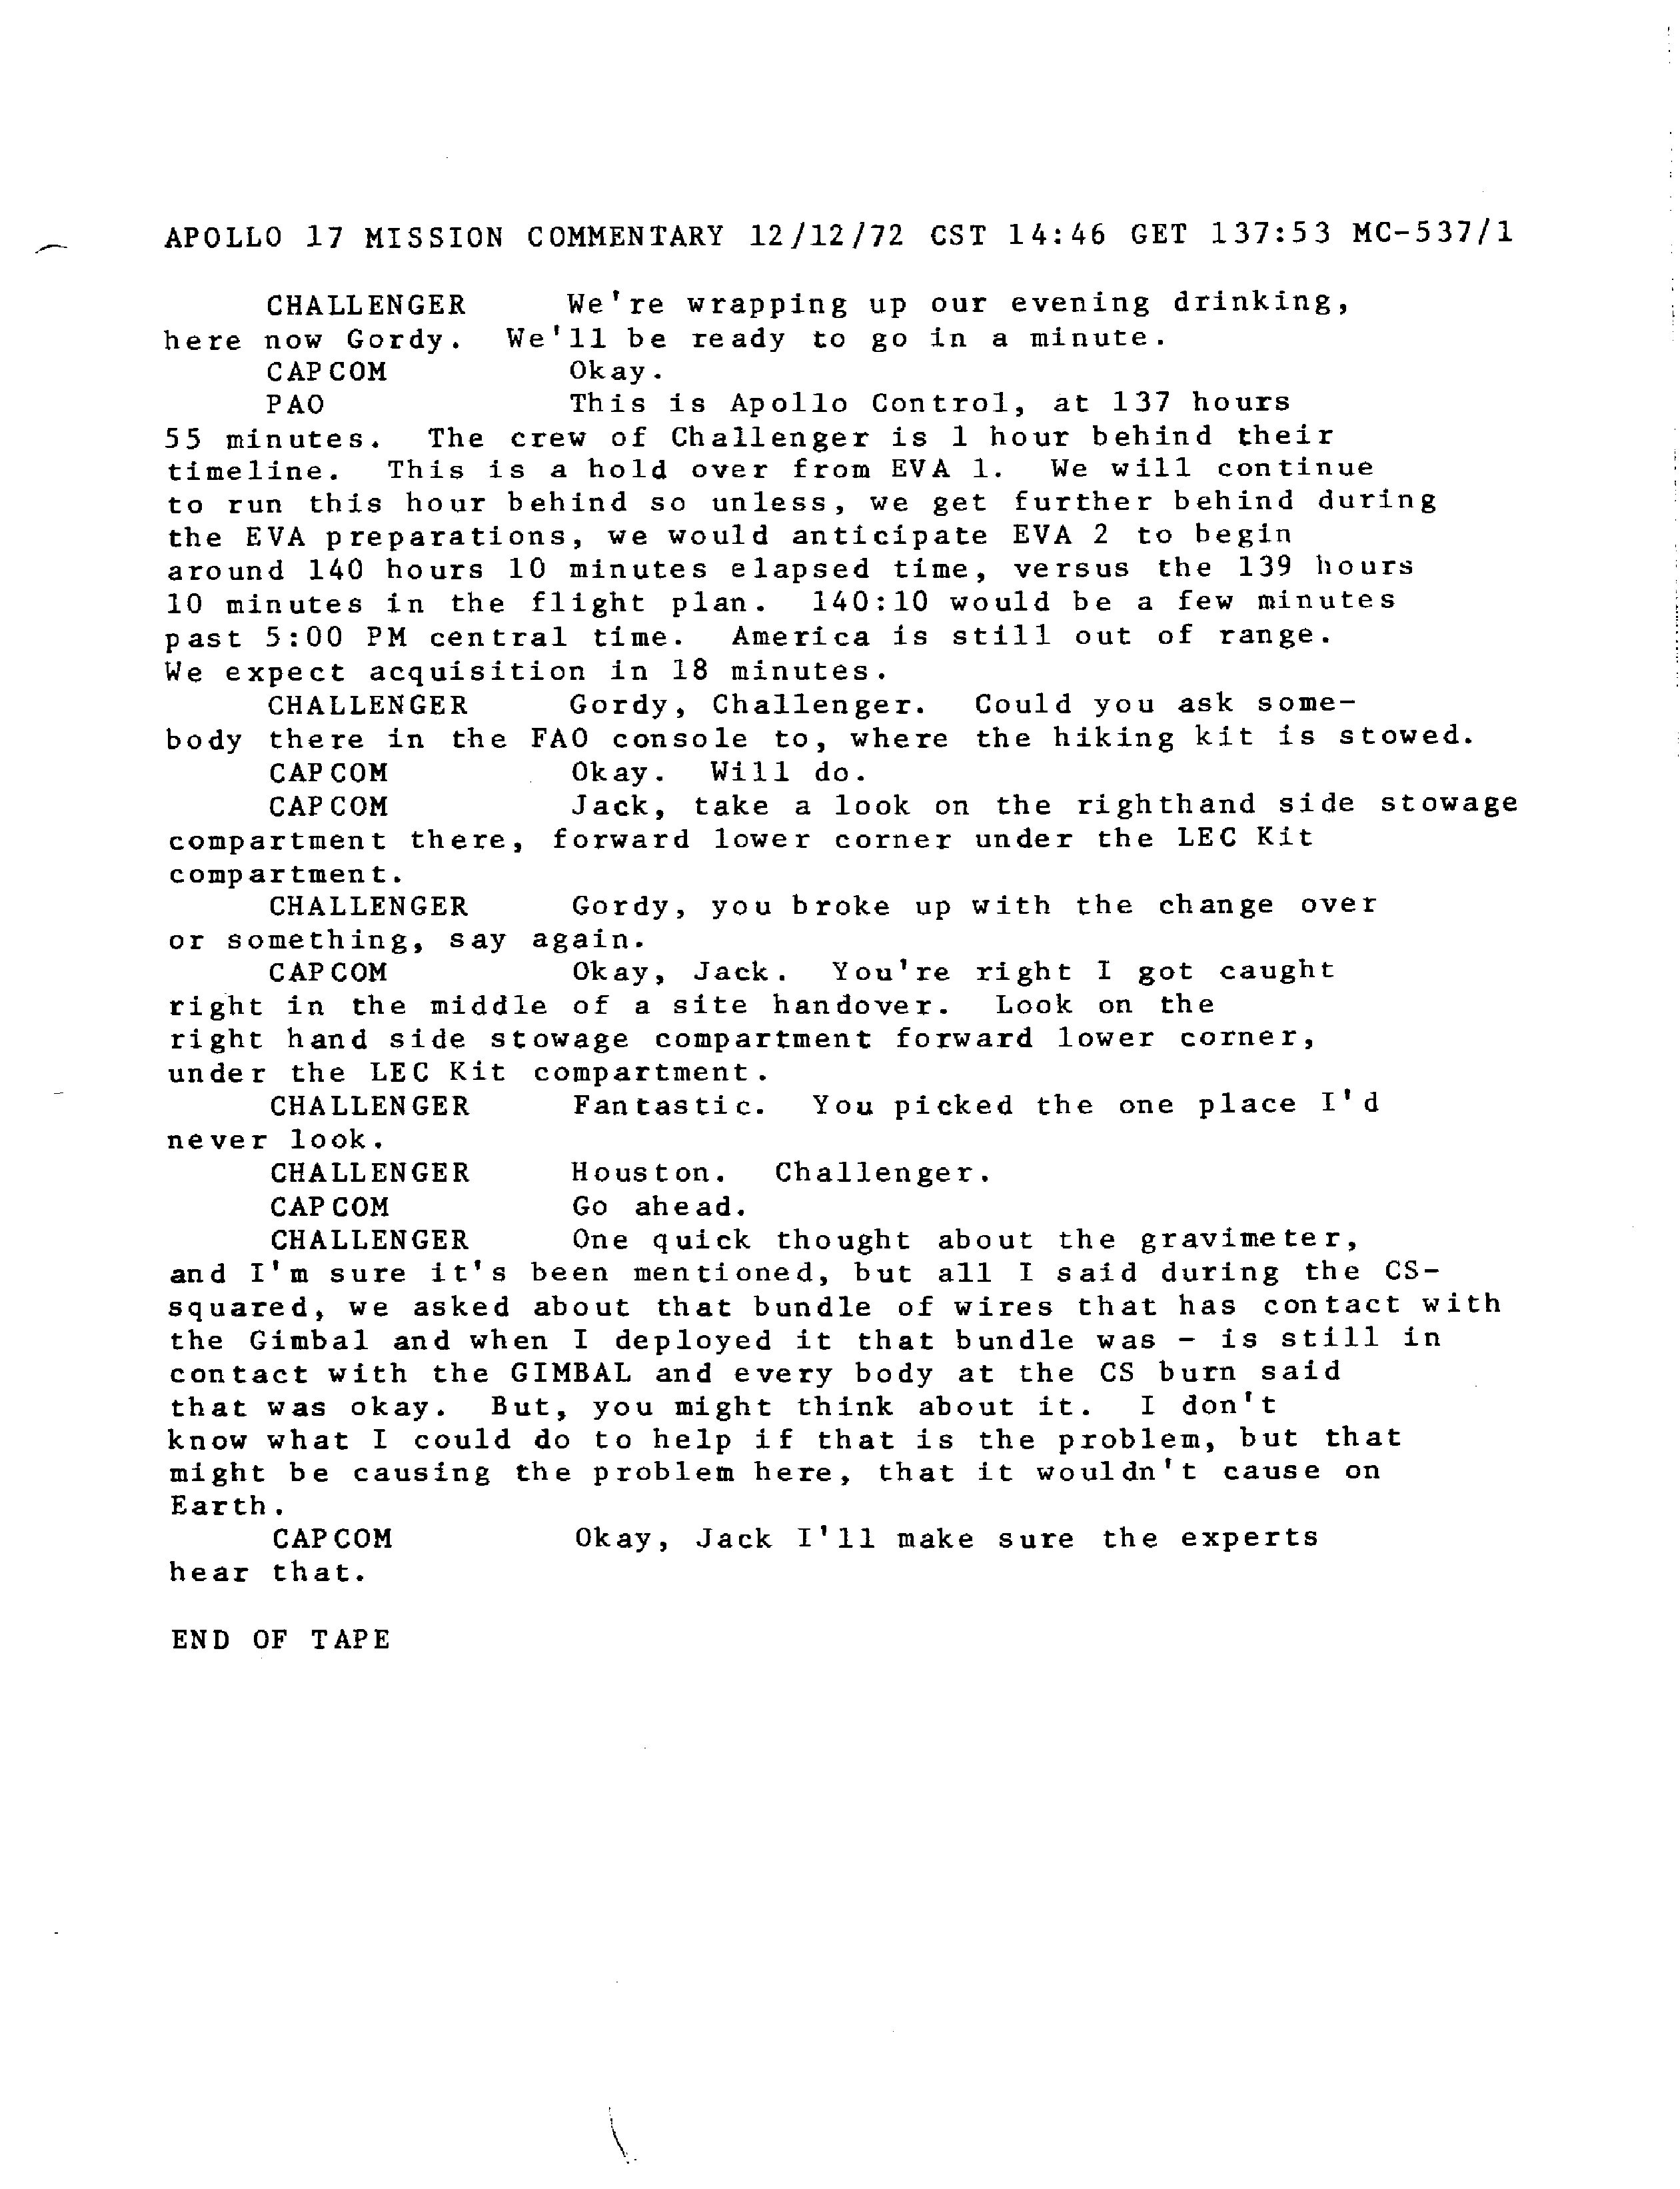 APOLLO 17 MISSION COMMENTARY 12/12/72 CST 14:46 GET 137:53 MC-537/1
CHALLENGER We're wrapping up our evening drinking,
here now Gordy. We'll be ready to go in a minute.
CAPCOM Okay.
PAO This is Apollo Control, at 137 hours
55 minutes. The crew of Challenger is 1 hour behind their
timeline. This is a hold over from EVA 1. We will continue
to run this hour behind so unless, we get further behind during
the EVA preparations, we would anticipate EVA 2 to begin
around 140 hours 10 minutes elapsed time, versus the 139 hours
10 minutes in the flight plan. 140:10 would be a few minutes
past 5:00 PM central time. America is still out of range.
We expect acquisition in 18 minutes.
CHALLENGER Gordy, Challenger. Could you ask some-
body there in the FAO console to, where the hiking kit is stowed.
CAPCOM Okay. Will do.
CAPCOM Jack, take a look on the righthand side stowage
compartment there, forward lower corner under the LEC Kit
compartment.
CHALLENGER Gordy, you broke up with the change over
or something, say again.
CAPCOM Okay, Jack. You're right I got caught
right in the middle of a site handover. Look on the
right hand side stowage compartment forward lower corner,
under the LEC Kit compartment.
CHALLENGER Fantastic. You picked the one place I'd
never look.
CHALLENGER Houston. Challenger.
CAPCOM Go ahead.
CHALLENGER One quick thought about the gravimeter,
and I'm sure it's been mentioned, but all I said during the CS-
squared, we asked about that bundle of wires that has contact with
the Gimbal and when I deployed it that bundle was - is still in
contact with the GIMBAL and every body at the CS burn said
that was okay. But, you might think about it. I don't
know what I could do to help if that is the problem, but that
might be causing the problem here, that it wouldn't cause on
Earth.
CAPCOM Okay, Jack I'll make sure the experts
hear that.
END OF TAPE